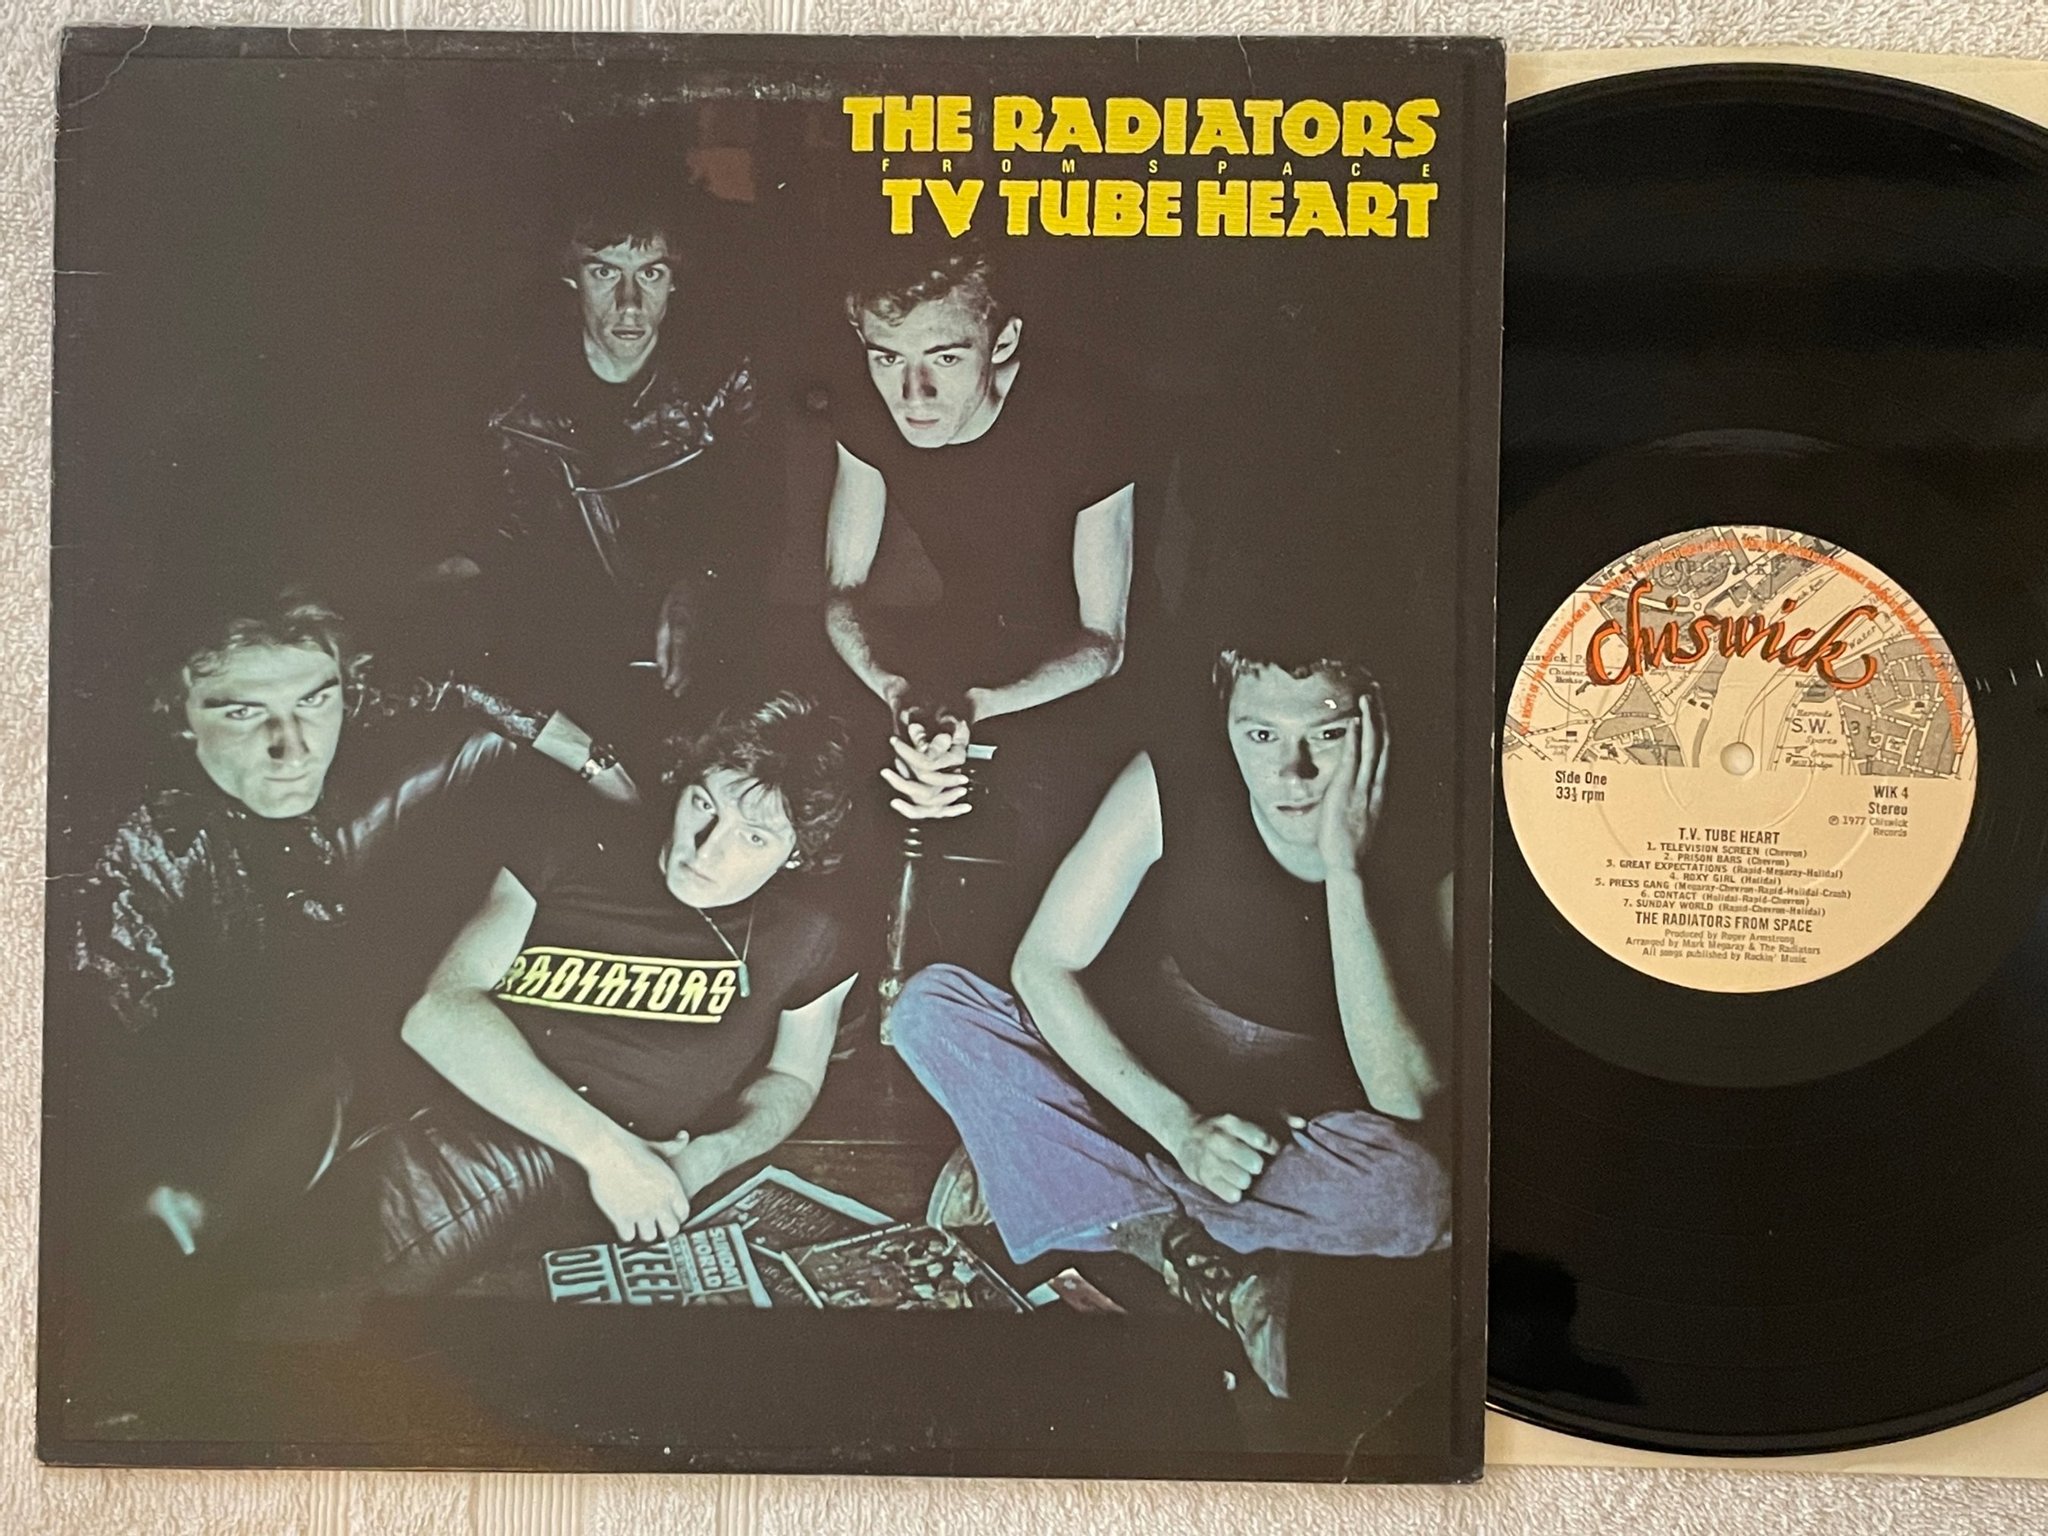 THE RADIATORS
FROM SPACE
TV TUBE HEART
RADIATORS
SUNDAY
WORLD
KEEP
OUT
Chiswick
S.W. 13
Side One
33⅓ rpm
WIK 4
Stereo
℗ 1977 Chiswick
Records
T.V. TUBE HEART
1. TELEVISION SCREEN (Chevron)
2. PRISON BARS (Chevron)
3. GREAT EXPECTATIONS (Rapid-Megaray-Holidai)
4. ROXY GIRL (Holidai)
5. PRESS GANG (Megaray-Chevron-Rapid-Holidai-Crash)
6. CONTACT (Holidai-Rapid-Chevron)
7. SUNDAY WORLD (Rapid-Chevron-Holidai)
THE RADIATORS FROM SPACE
Produced by Roger Armstrong
Arranged by Mark Megaray & The Radiators
All songs published by Rockin' Music